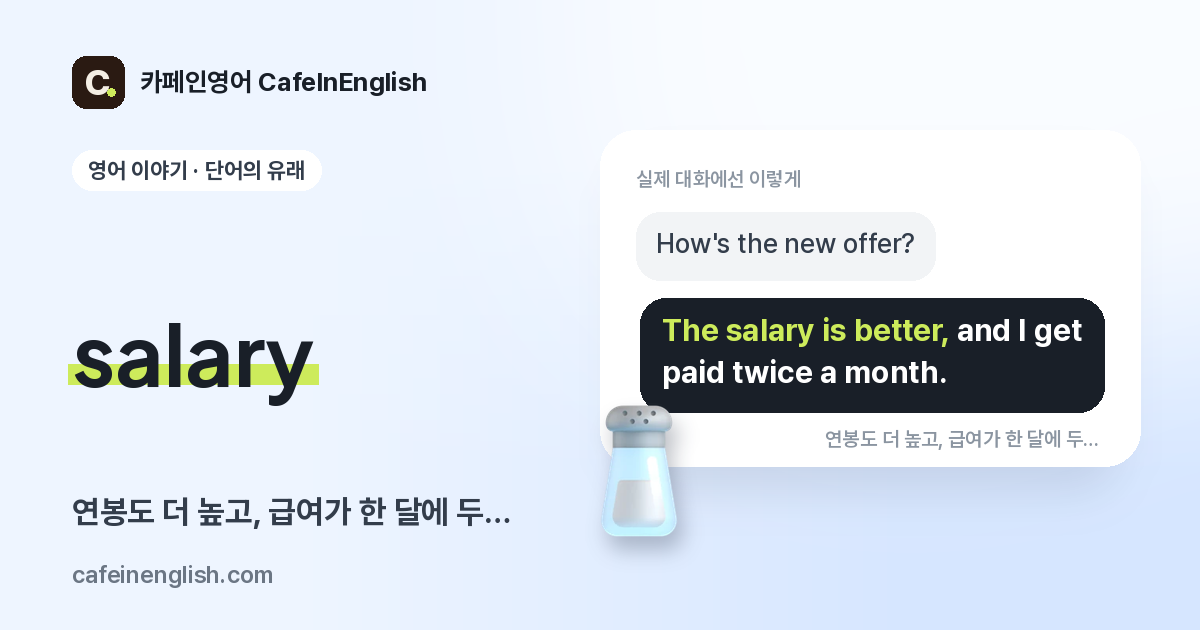 C
카페인영어 CafeInEnglish
영어 이야기 · 단어의 유래
salary
연봉도 더 높고, 급여가 한 달에 두...
cafeinenglish.com
실제 대화에선 이렇게
How's the new offer?
The salary is better, and I get
paid twice a month.
연봉도 더 높고, 급여가 한 달에 두...